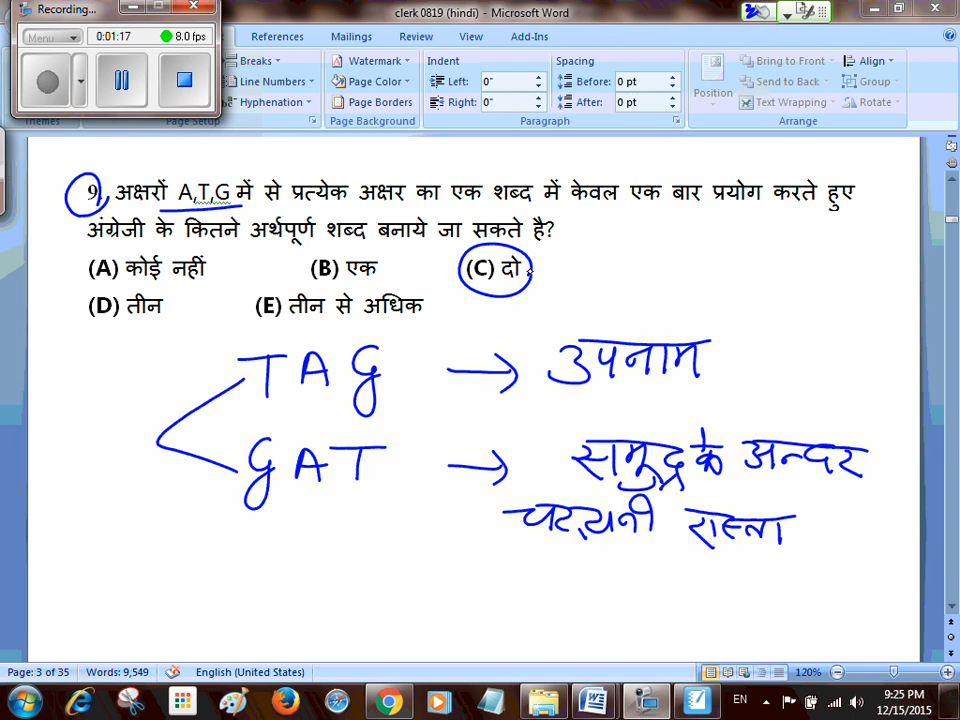 Recording...
clerk 0819 (hindi) - Microsoft Word
Menu
0:01:17
8.0 fps
References Mailings Review View Add-Ins
Breaks
Watermark
Indent
Spacing
Bring to Front
Align
Line Numbers
Page Color
Left: 0"
Before: 0 pt
Position
Send to Back
Group
Hyphenation
Page Borders
Right: 0"
After: 0 pt
Text Wrapping
Rotate
Themes
Page Setup
Page Background
Paragraph
Arrange
9. अक्षरों A,T,G में से प्रत्येक अक्षर का एक शब्द में केवल एक बार प्रयोग करते हुए
अंग्रेजी के कितने अर्थपूर्ण शब्द बनाये जा सकते है?
(A) कोई नहीं (B) एक (C) दो
(D) तीन (E) तीन से अधिक
TAG → उपनाम
GAT → समुद्र के अन्दर
रास्ता
Page: 3 of 35 Words: 9,549 English (United States) 120%
EN
9:25 PM
12/15/2015